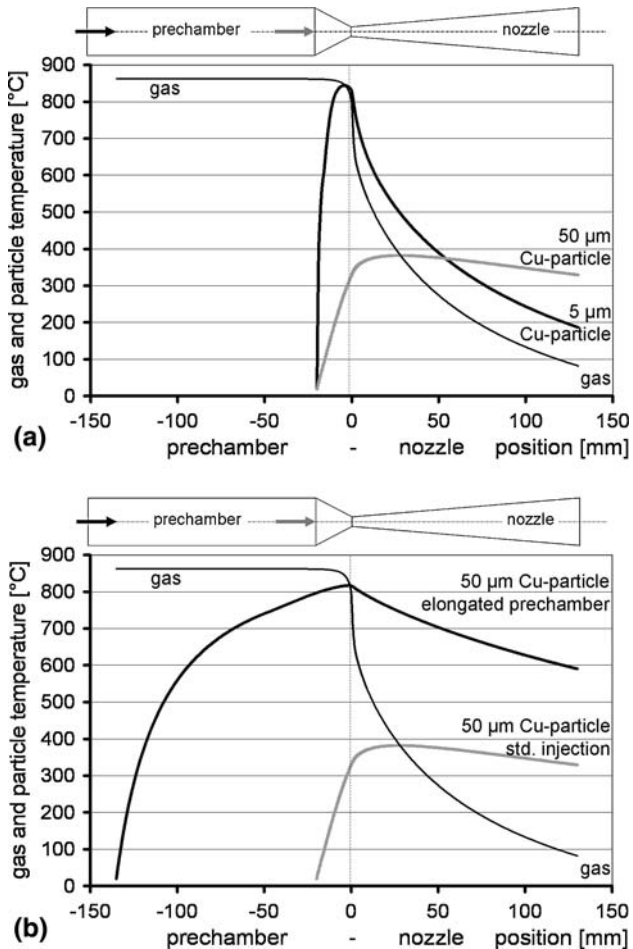 prechamber
nozzle
gas and particle temperature [°C]
900
800
700
600
500
400
300
200
100
0
gas
50 µm
Cu-particle
5 µm
Cu-particle
gas
-150 -100 -50 0 50 100 150
(a)
prechamber - nozzle position [mm]
prechamber
nozzle
gas and particle temperature [°C]
900
800
700
600
500
400
300
200
100
0
gas
50 µm Cu-particle
elongated prechamber
50 µm Cu-particle
std. injection
gas
-150 -100 -50 0 50 100 150
(b)
prechamber - nozzle position [mm]